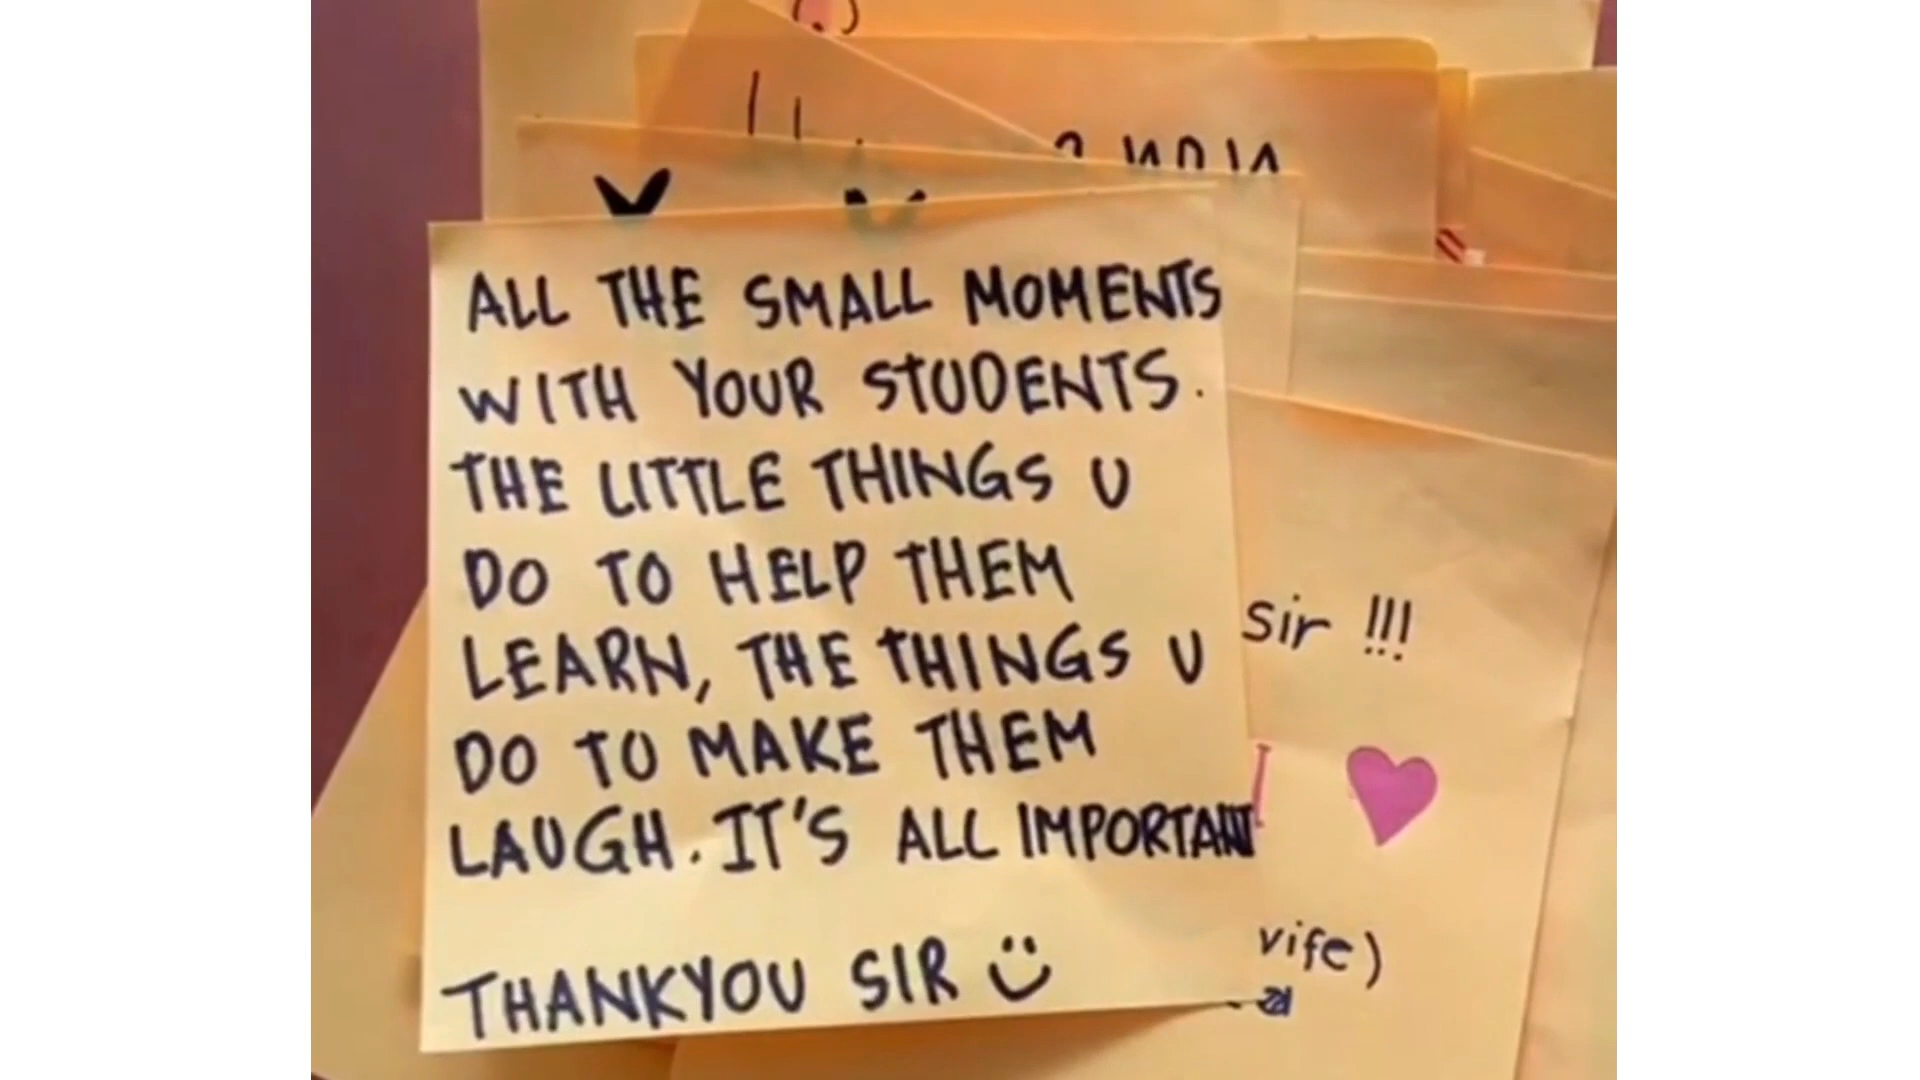 ALL THE SMALL MOMENTS
WITH YOUR STUDENTS.
THE LITTLE THINGS U
DO TO HELP THEM
LEARN, THE THINGS U
DO TO MAKE THEM
LAUGH. IT'S ALL IMPORTANT
THANKYOU SIR
sir !!!
I